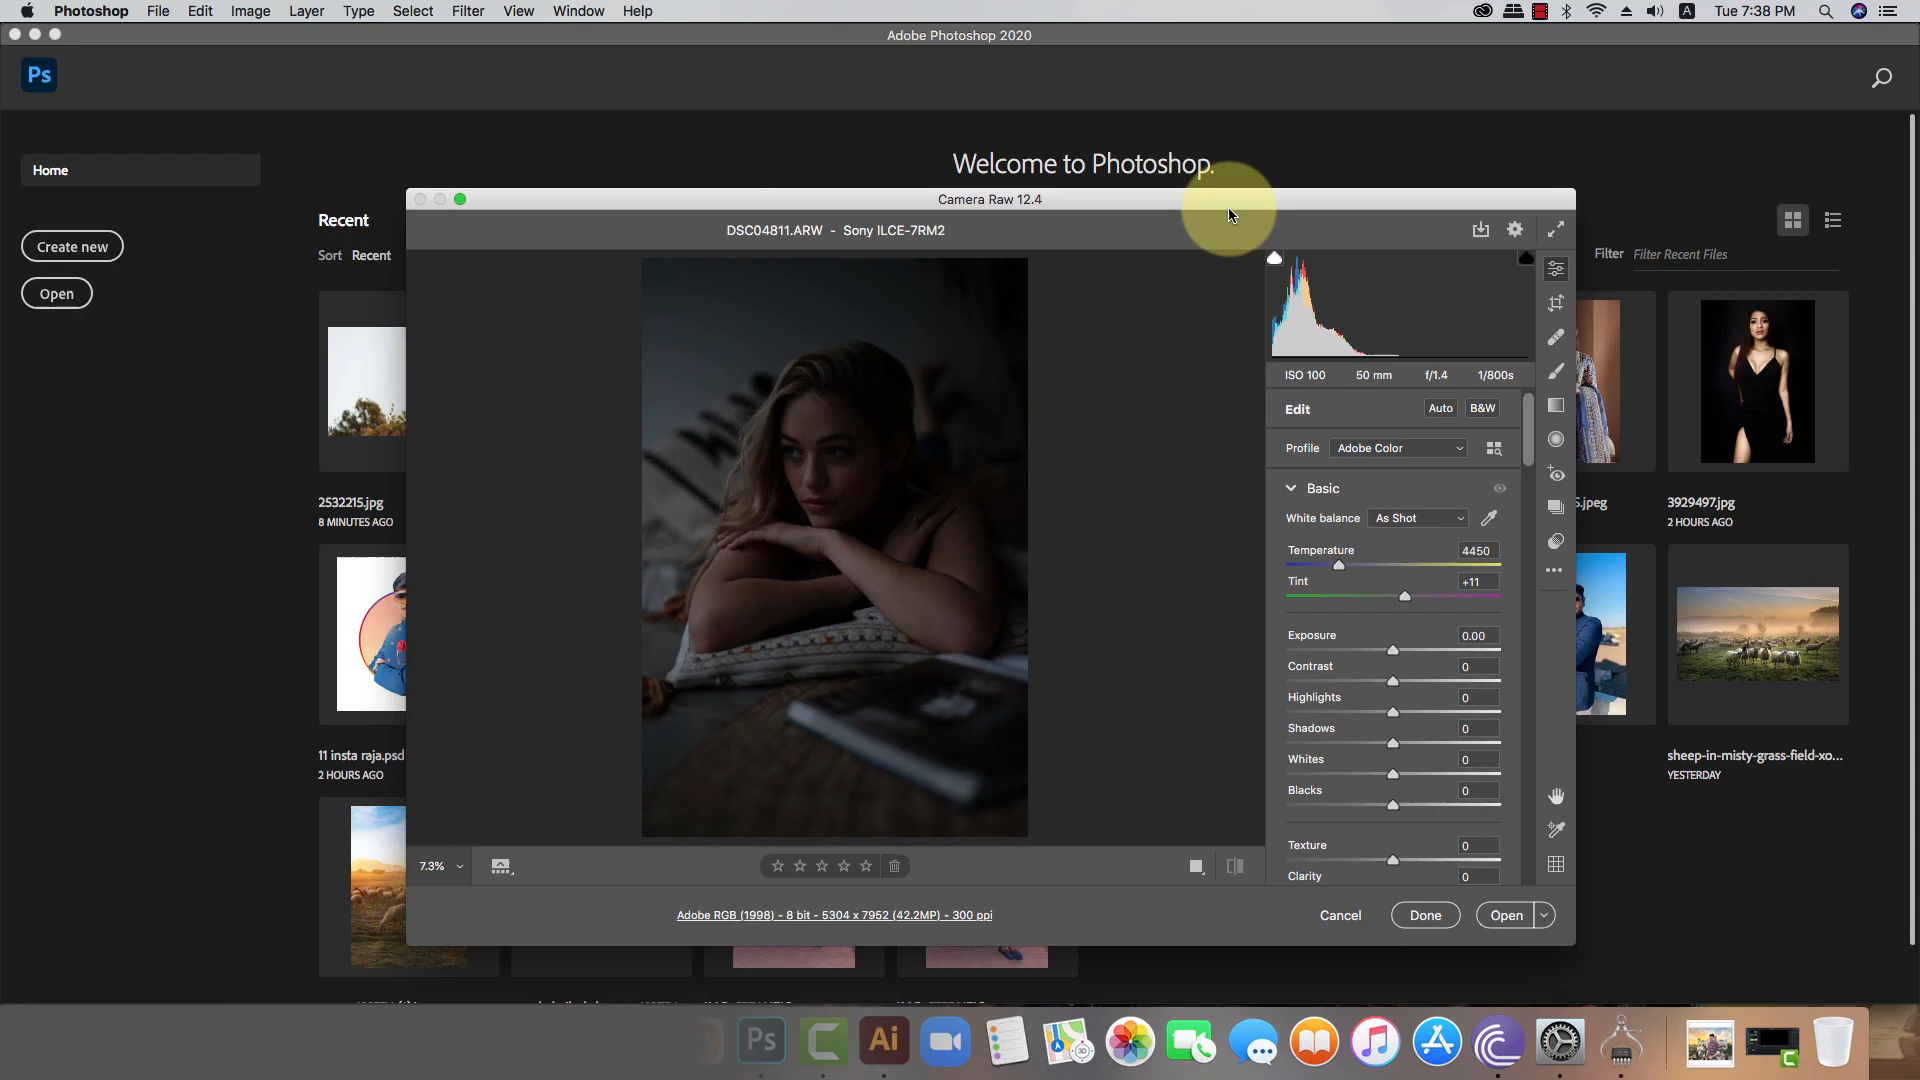 Photoshop File Edit Image Layer Type Select Filter View Window Help
A Tue 7:38 PM
Adobe Photoshop 2020
Ps
Home
Welcome to Photoshop.
Create new
Open
Recent
Sort Recent
Filter Filter Recent Files
Camera Raw 12.4
DSC04811.ARW - Sony ILCE-7RM2
ISO 100 50 mm f/1.4 1/800s
Edit Auto B&W
Profile Adobe Color
Basic
White balance As Shot
Temperature 4450
Tint +11
Exposure 0.00
Contrast 0
Highlights 0
Shadows 0
Whites 0
Blacks 0
Texture 0
Clarity 0
7.3%
Adobe RGB (1998) - 8 bit - 5304 x 7952 (42.2MP) - 300 ppi
Cancel Done Open
2532215.jpg
8 MINUTES AGO
5.jpeg
3929497.jpg
2 HOURS AGO
11 insta raja.psd
2 HOURS AGO
sheep-in-misty-grass-field-xo...
YESTERDAY
Ps Ai
3D